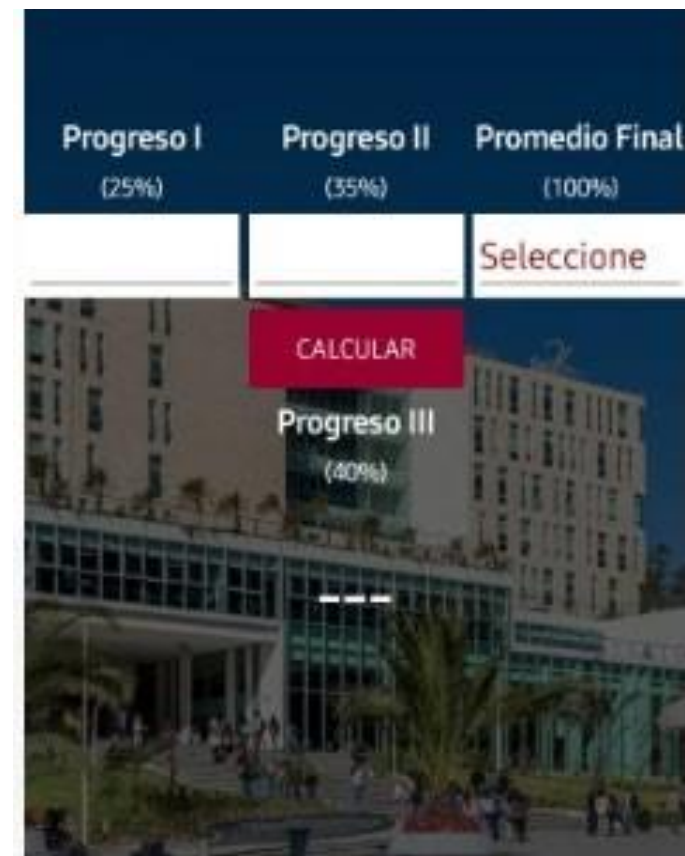 Progreso I
(25%)
Progreso II
(35%)
Promedio Final
(100%)
Seleccione
CALCULAR
Progreso III
(40%)
---